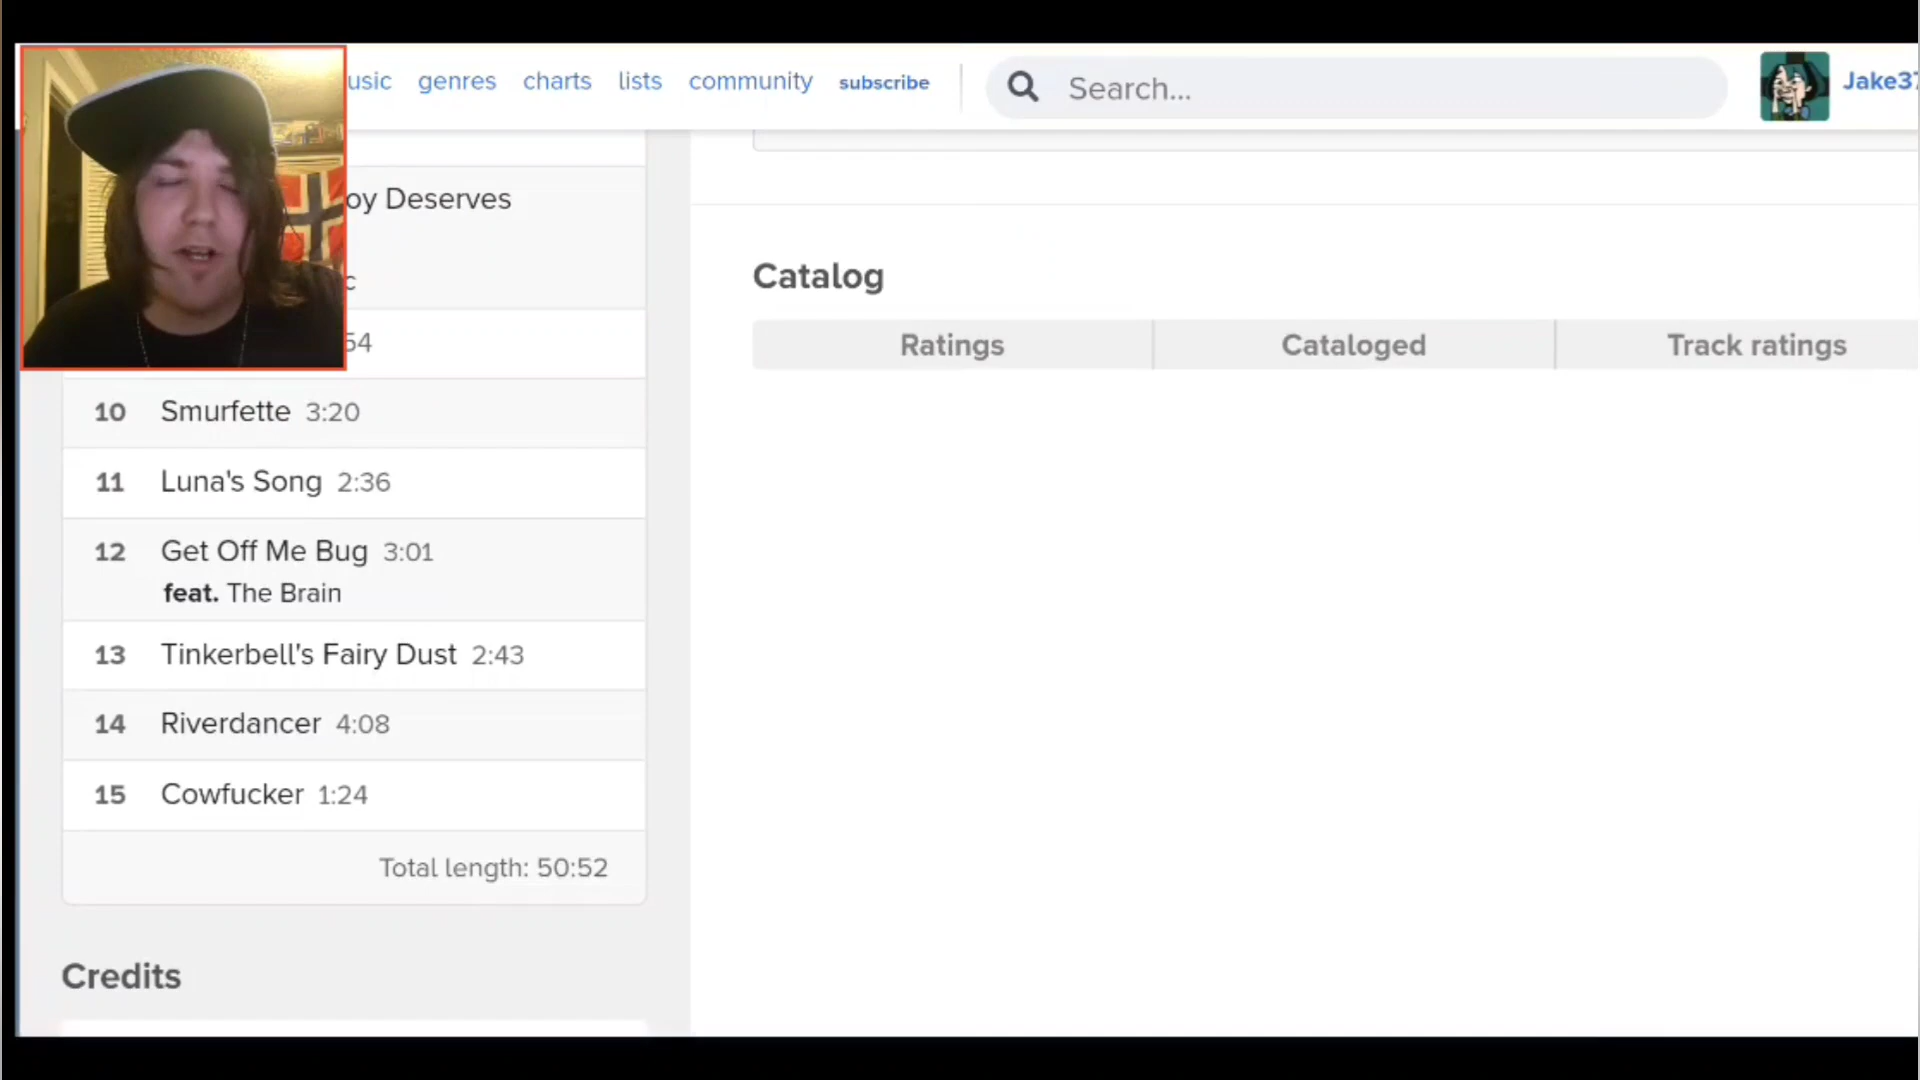 usic genres charts lists community subscribe Search... Jake37
oy Deserves
c
54
10 Smurfette 3:20
11 Luna's Song 2:36
12 Get Off Me Bug 3:01
feat. The Brain
13 Tinkerbell's Fairy Dust 2:43
14 Riverdancer 4:08
15 Cowfucker 1:24
Total length: 50:52
Credits
Catalog
Ratings Cataloged Track ratings